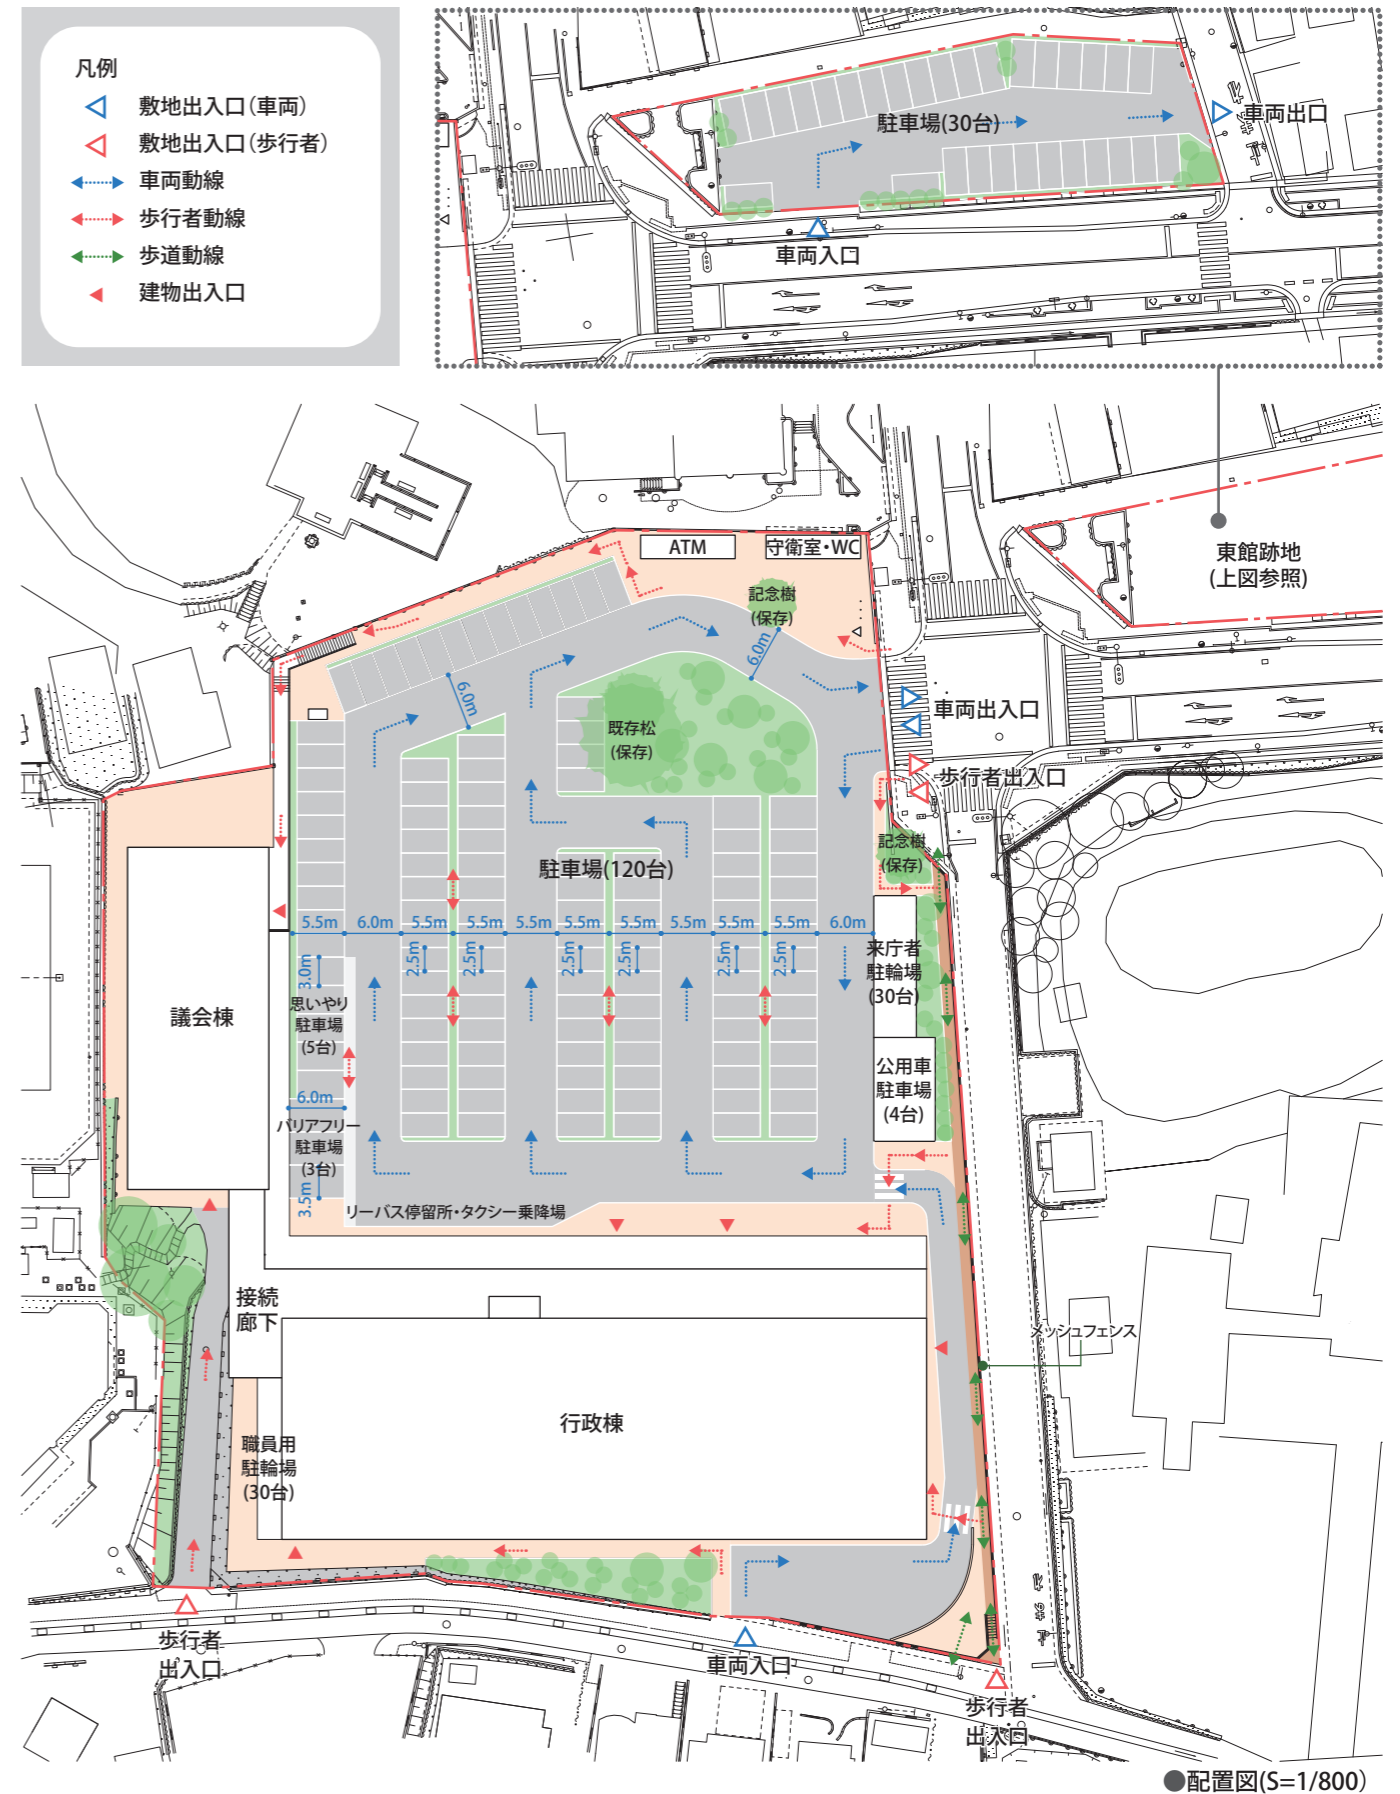 凡例
敷地出入口(車両)
敷地出入口(歩行者)
車両動線
歩行者動線
歩道動線
建物出入口
駐車場(30台)
車両出口
車両入口
東館跡地
(上図参照)
ATM
守衛室・WC
記念樹
(保存)
6.0m
6.0m
既存松
(保存)
車両出入口
歩行者出入口
記念樹
(保存)
駐車場(120台)
5.5m
6.0m
5.5m
5.5m
5.5m
5.5m
5.5m
5.5m
5.5m
5.5m
6.0m
2.5m
2.5m
2.5m
2.5m
2.5m
2.5m
3.0m
来庁者
駐輪場
(30台)
思いやり
駐車場
(5台)
議会棟
公用車
駐車場
(4台)
6.0m
バリアフリー
駐車場
(3台)
3.5m
リーバス停留所・タクシー乗降場
接続
廊下
メッシュフェンス
行政棟
職員用
駐輪場
(30台)
歩行者
出入口
車両入口
歩行者
出入口
●配置図(S=1/800)